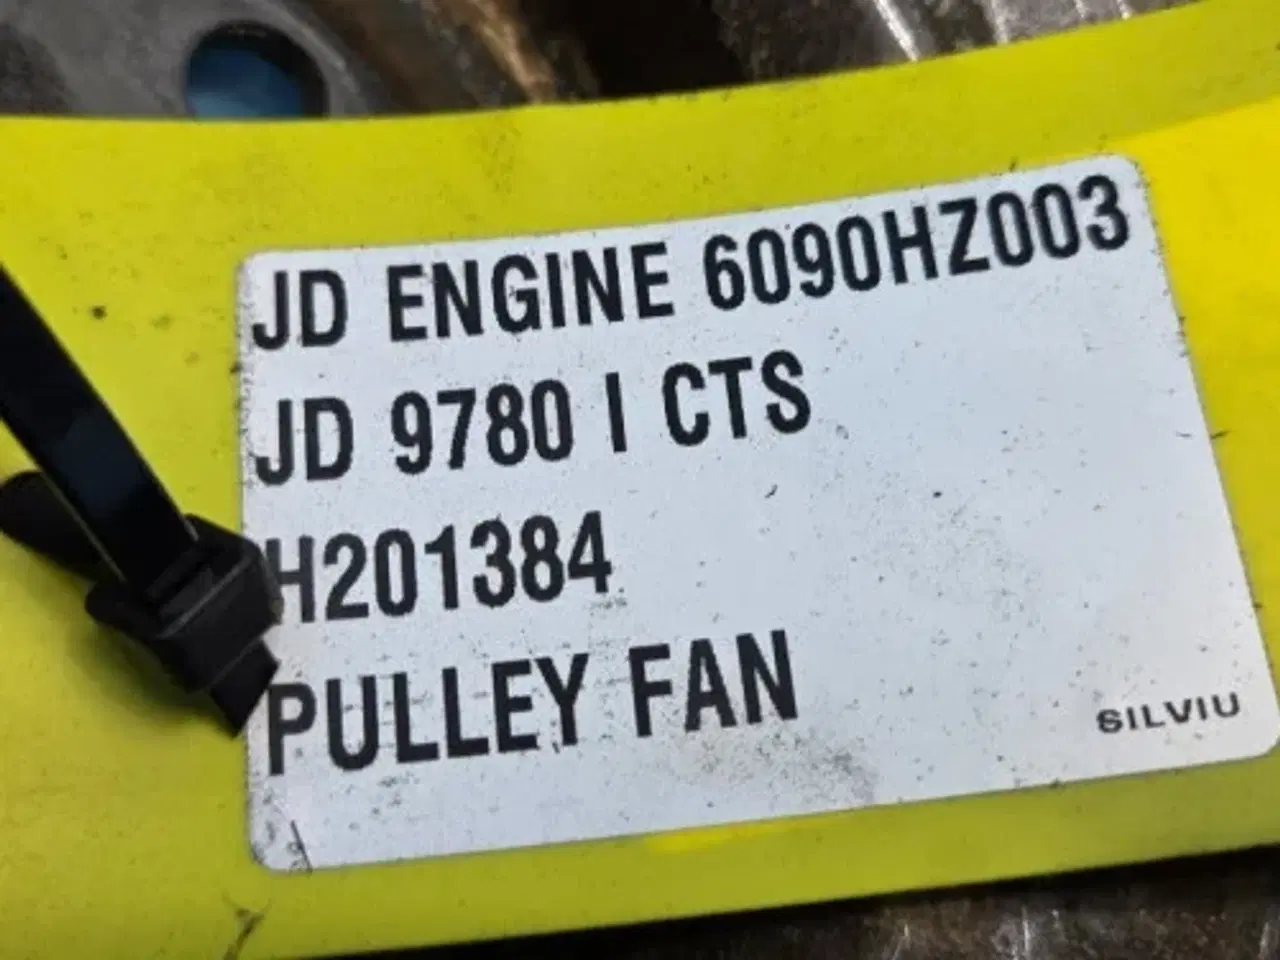 JD ENGINE 6090HZ003
JD 9780 I CTS
H201384
PULLEY FAN
SILVIU